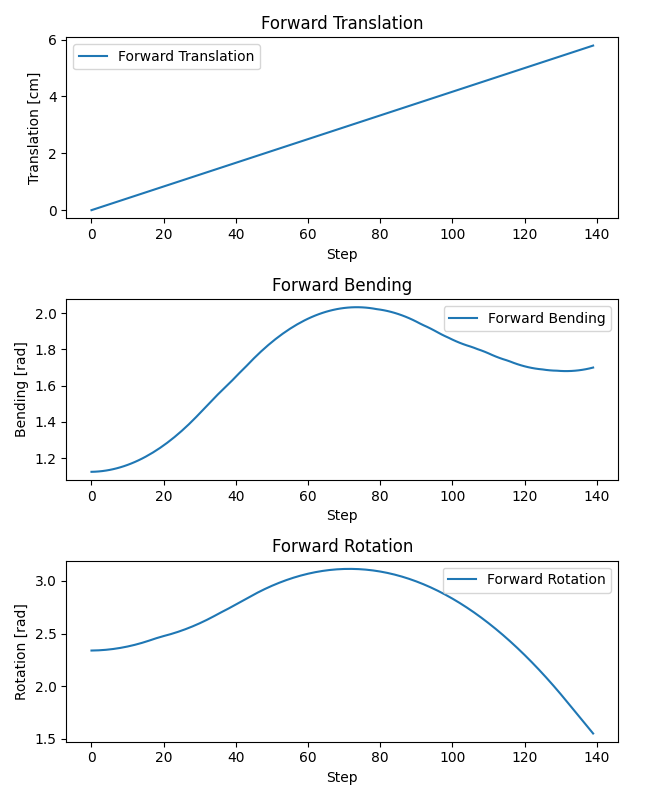 Forward Translation
Forward Translation
Translation [cm]
6
4
2
0
0 20 40 60 80 100 120 140
Step
Forward Bending
Forward Bending
Bending [rad]
2.0
1.8
1.6
1.4
1.2
0 20 40 60 80 100 120 140
Step
Forward Rotation
Forward Rotation
Rotation [rad]
3.0
2.5
2.0
1.5
0 20 40 60 80 100 120 140
Step